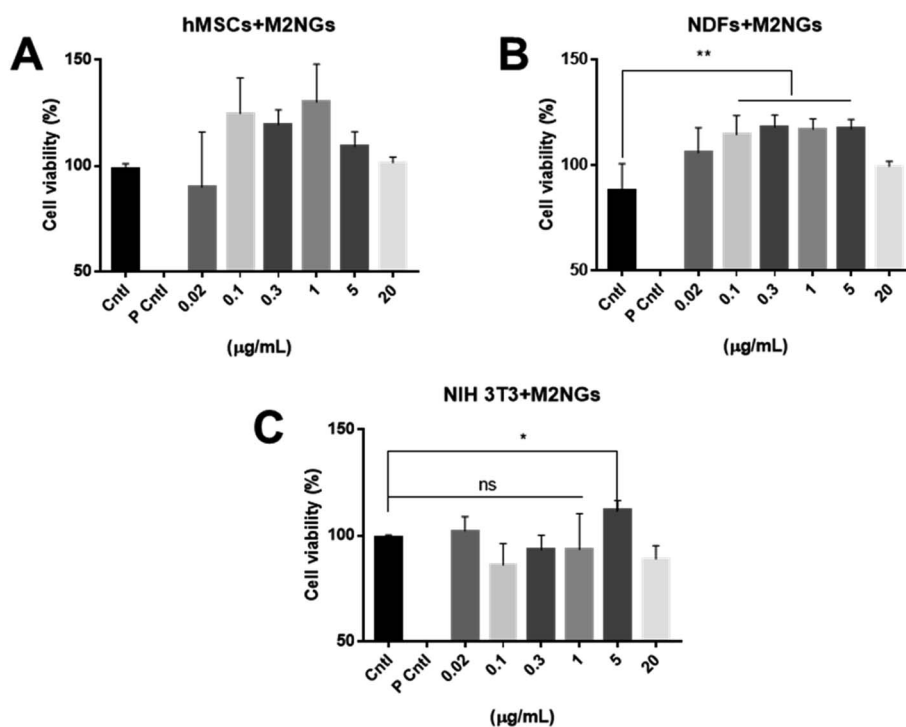 A
hMSCs+M2NGs
Cell viability (%)
150
100
50
Cntl
P Cntl
0.02
0.1
0.3
1
5
20
(µg/mL)
B
NDFs+M2NGs
**
Cell viability (%)
150
100
50
Cntl
P Cntl
0.02
0.1
0.3
1
5
20
(µg/mL)
C
NIH 3T3+M2NGs
*
ns
Cell viability (%)
150
100
50
Cntl
P Cntl
0.02
0.1
0.3
1
5
20
(µg/mL)